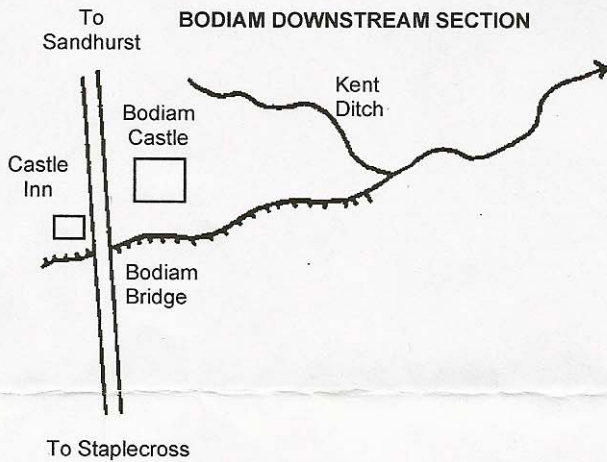 To
Sandhurst
BODIAM DOWNSTREAM SECTION
Kent
Ditch
Bodiam
Castle
Castle
Inn
Bodiam
Bridge
To Staplecross